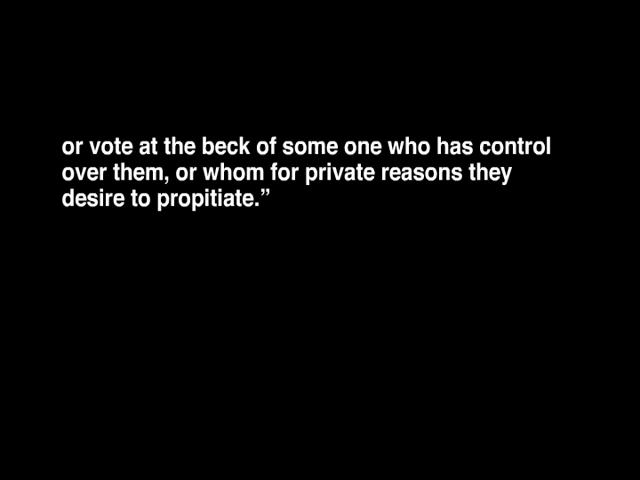 or vote at the beck of some one who has control
over them, or whom for private reasons they
desire to propitiate.”